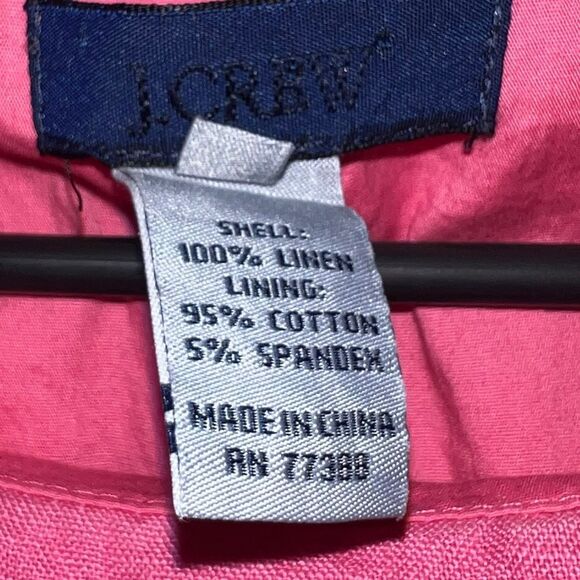 J.CREW
SHELL:
100% LINEN
LINING:
95% COTTON
5% SPANDEX
MADE IN CHINA
RN 77388